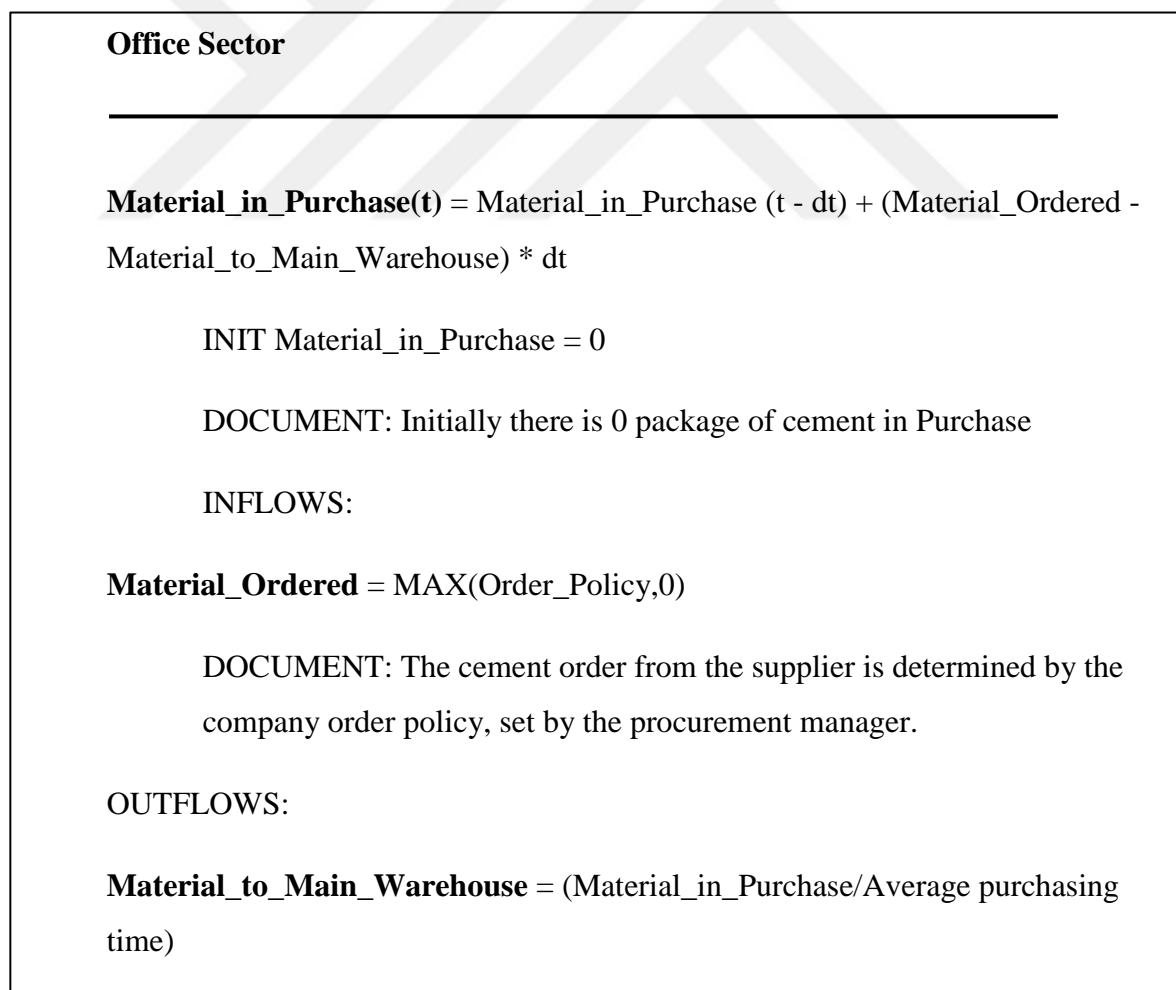 Office Sector
Material_in_Purchase(t) = Material_in_Purchase (t - dt) + (Material_Ordered -
Material_to_Main_Warehouse) * dt
INIT Material_in_Purchase = 0
DOCUMENT: Initially there is 0 package of cement in Purchase
INFLOWS:
Material_Ordered = MAX(Order_Policy,0)
DOCUMENT: The cement order from the supplier is determined by the
company order policy, set by the procurement manager.
OUTFLOWS:
Material_to_Main_Warehouse = (Material_in_Purchase/Average purchasing
time)